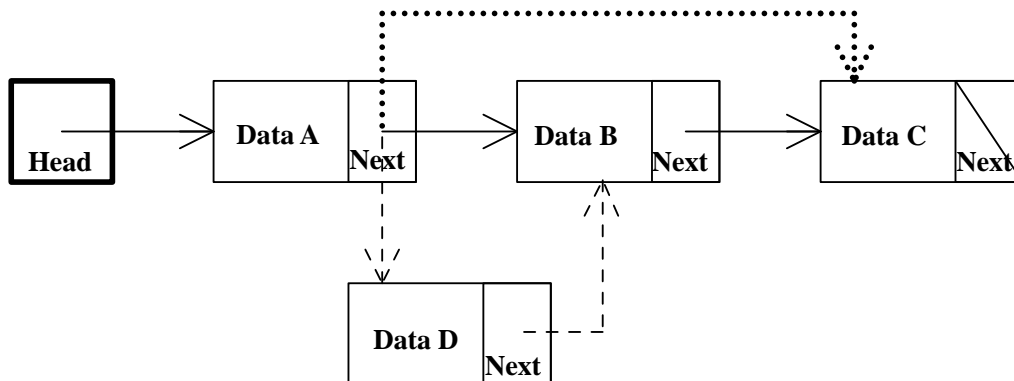 Head
Data A
Next
Data B
Next
Data C
Next
Data D
Next